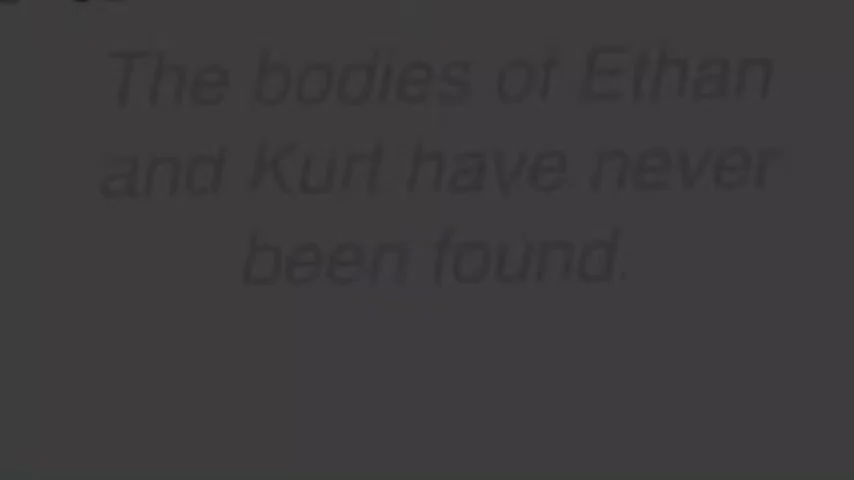 The bodies of Ethan
and Kurt have never
been found.